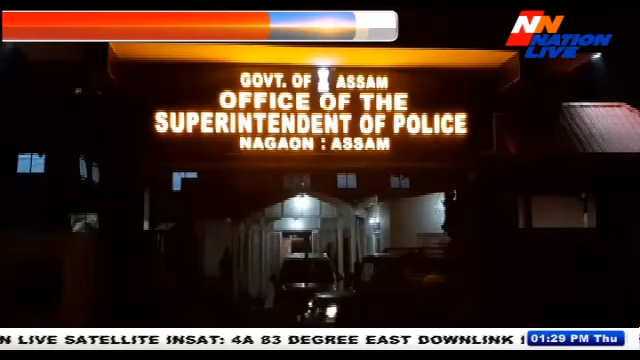 NN
NATION
LIVE
GOVT. OF ASSAM
OFFICE OF THE
SUPERINTENDENT OF POLICE
NAGAON : ASSAM
N LIVE SATELLITE INSAT: 4A 83 DEGREE EAST DOWNLINK
01:29 PM Thu